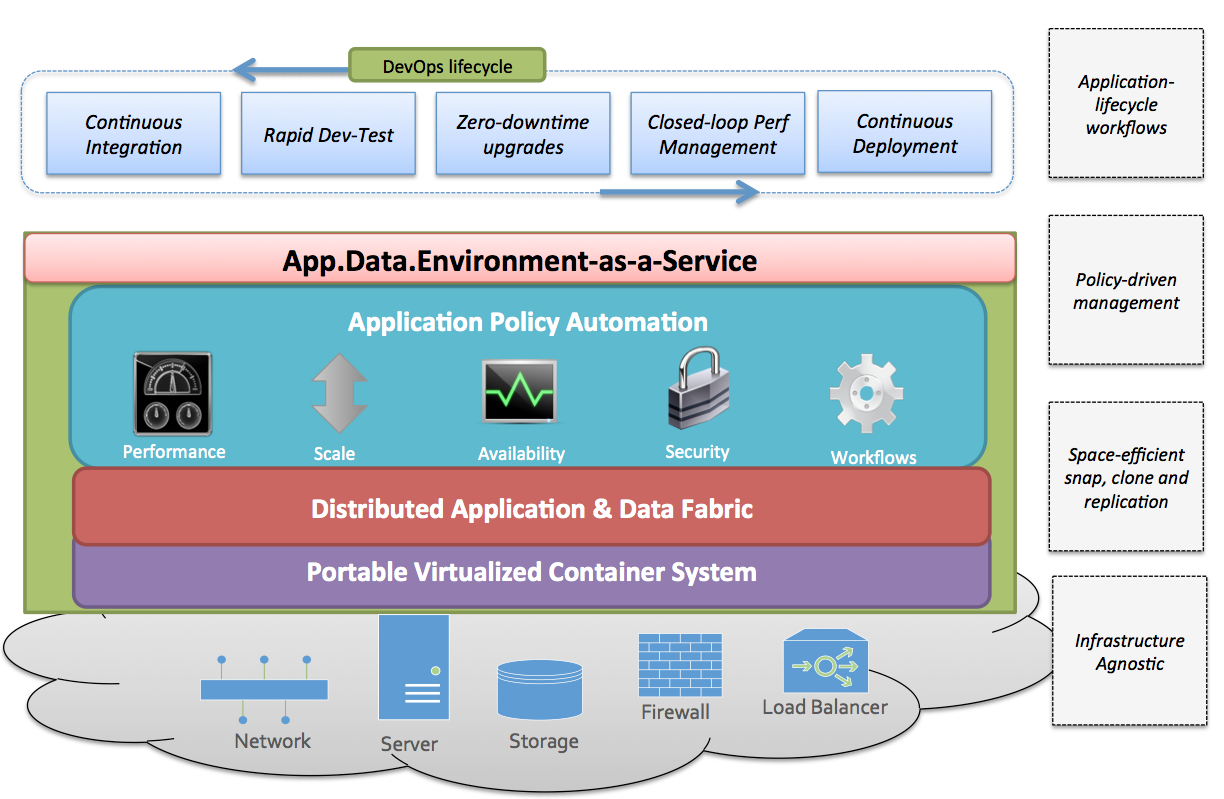 DevOps lifecycle
Continuous
Integration
Rapid Dev-Test
Zero-downtime
upgrades
Closed-loop Perf
Management
Continuous
Deployment
Application-
lifecycle
workflows
App.Data.Environment-as-a-Service
Application Policy Automation
Performance
Scale
Availability
Security
Workflows
Policy-driven
management
Distributed Application & Data Fabric
Space-efficient
snap, clone and
replication
Portable Virtualized Container System
Network
Server
Storage
Firewall
Load Balancer
Infrastructure
Agnostic